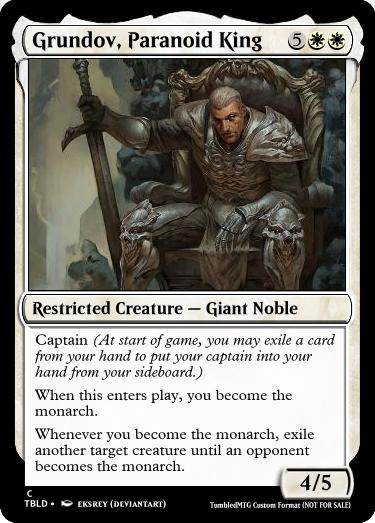 Grundov, Paranoid King 5
Restricted Creature — Giant Noble
Captain (At start of game, you may exile a card
from your hand to put your captain into your
hand from your sideboard.)
When this enters play, you become the
monarch.
Whenever you become the monarch, exile
another target creature until an opponent
becomes the monarch.
4/5
C
TBLD • EKSREY (DEVIANTART)
TumbledMTG Custom Format (NOT FOR SALE)